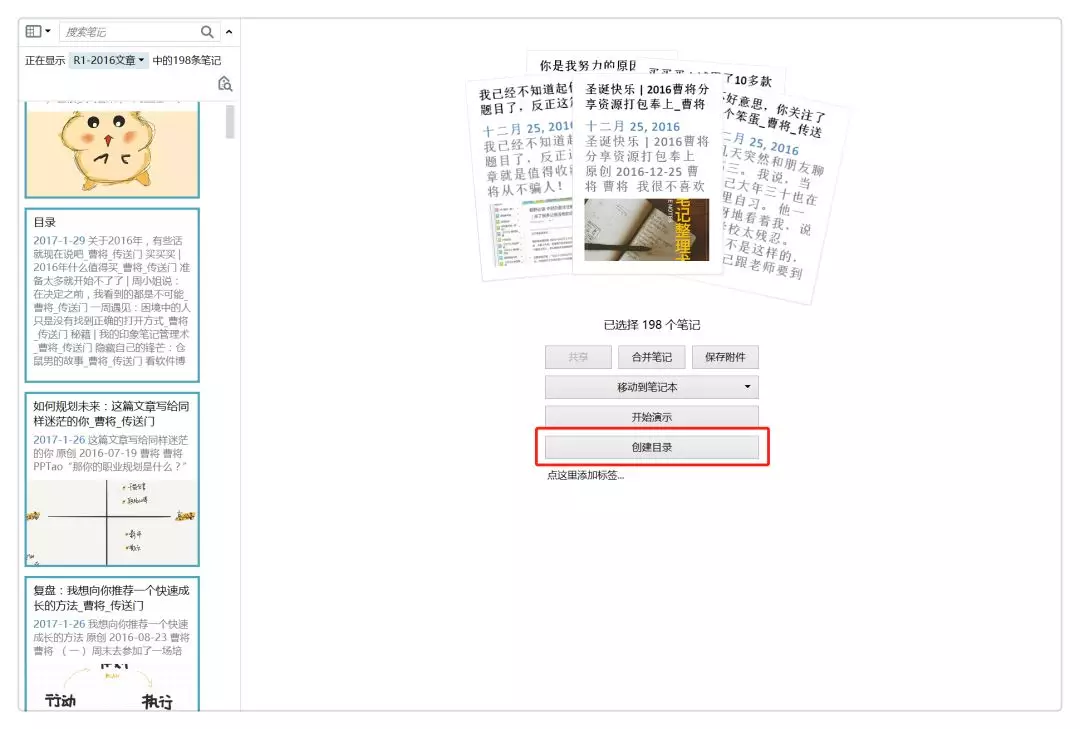 搜索笔记
正在显示 R1-2016文章 中的198条笔记
目录
2017-1-29 关于2016年，有些话
就现在说吧_曹将_传送门 买买买 |
2016年什么值得买_曹将_传送门 准
备太多就开始不了了 | 周小姐说：
在决定之前，我看到的都是不可能_
曹将_传送门 一周遇见：困境中的人
只是没有找到正确的打开方式_曹将
_传送门 秘籍 | 我的印象笔记管理术
_曹将_传送门 隐藏自己的锋芒：仓
鼠男的故事_曹将_传送门 看软件博
如何规划未来：这篇文章写给同
样迷茫的你_曹将_传送门
2017-1-26 这篇文章写给同样迷茫
的你 原创 2016-07-19 曹将 曹将
PPTao “那你的职业规划是什么？”
复盘：我想向你推荐一个快速成
长的方法_曹将_传送门
2017-1-26 我想向你推荐一个快速
成长的方法 原创 2016-08-23 曹将
曹将 （一）周末去参加了一场培
行动
执行
你是我努力的原因
了10多款
我已经不知道起
题目了，反正这
十二月 25, 2016
我已经不知道
题目了，反正
章就是值得收
将从不骗人！
圣诞快乐 | 2016曹将分
享资源打包奉上_曹将
十二月 25, 2016
圣诞快乐 | 2016曹将
分享资源打包奉上
原创 2016-12-25 曹
将 曹将 我很不喜欢
笔记整理术
好意思，你关注了
个笨蛋_曹将_传送
二月 25, 2016
几天突然和朋友聊
三。 我说，当
己大年三十也在
里自习。 他一
地看着我，说
学校太残忍。
不是这样的，
己跟老师要到
已选择 198 个笔记
共享 合并笔记 保存附件
移动到笔记本
开始演示
创建目录
点这里添加标签...